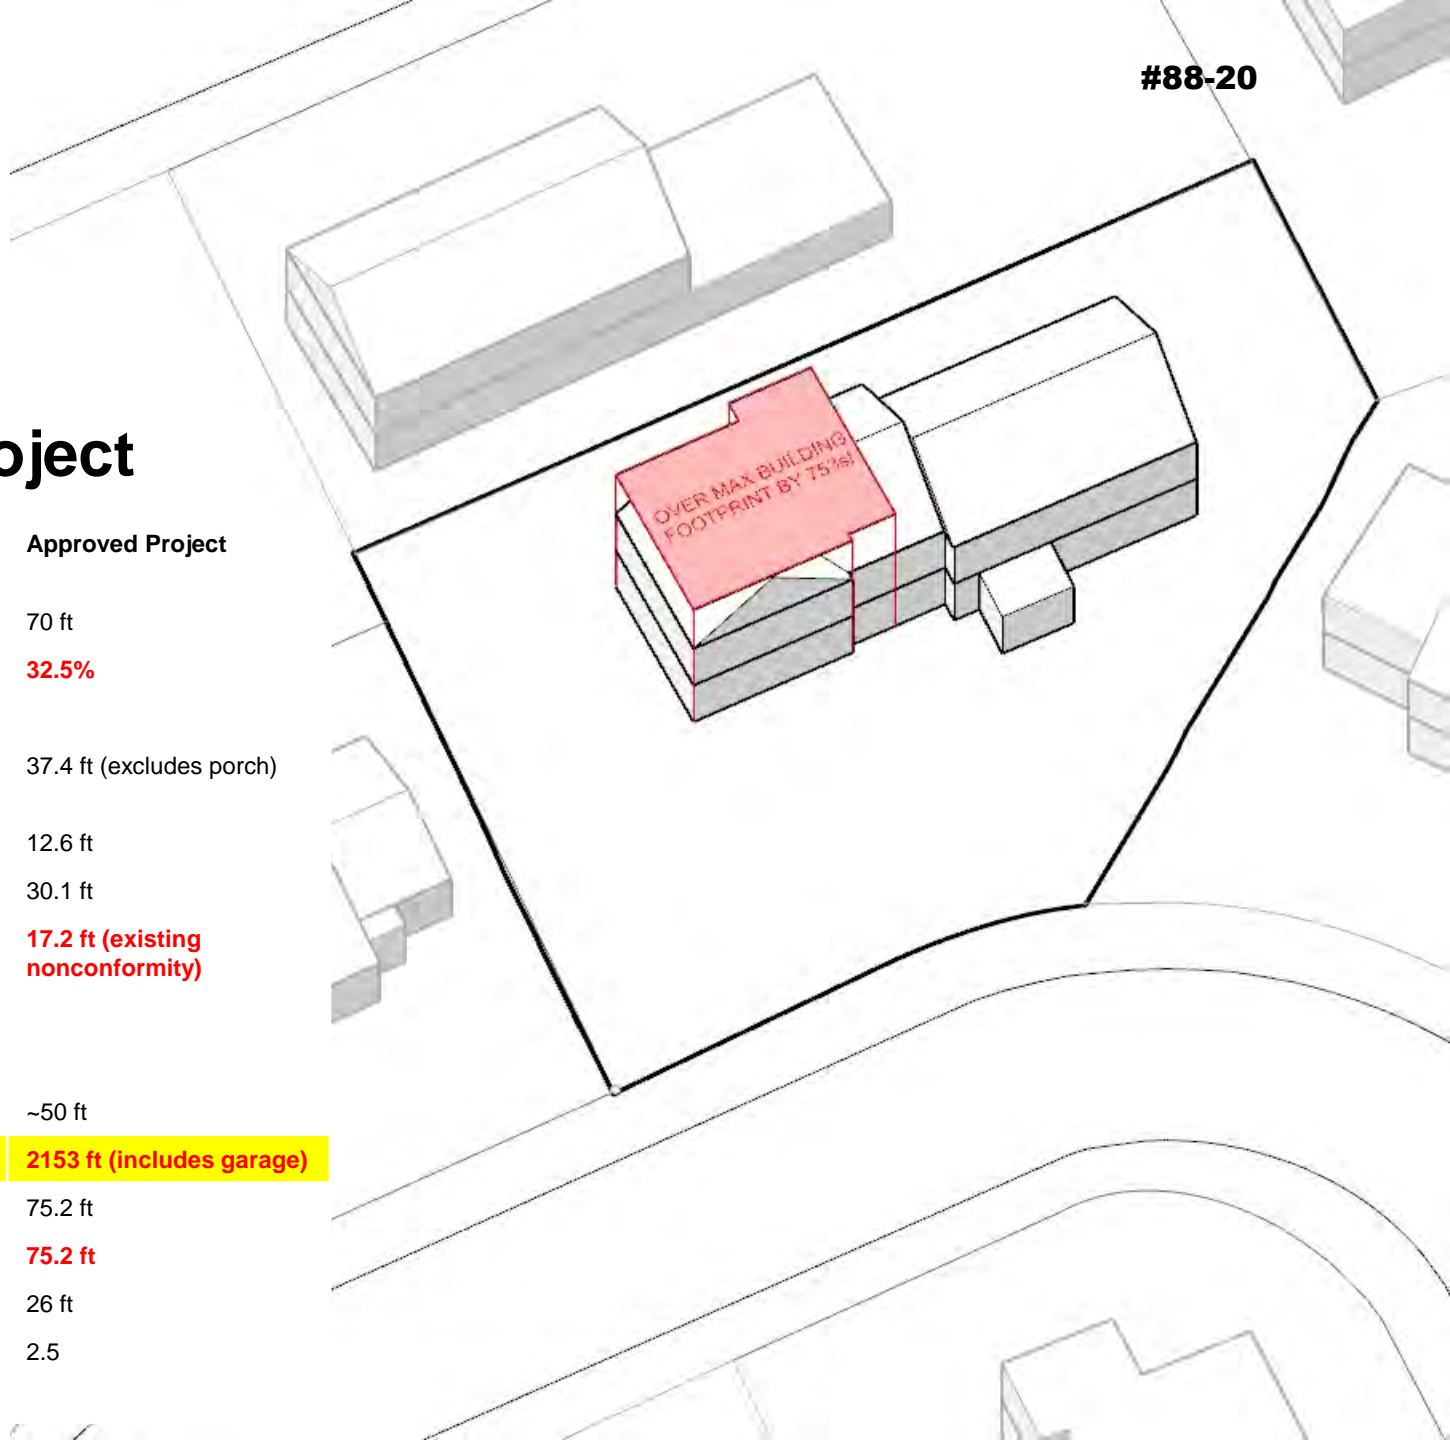 #88-20
oject
Approved Project
70 ft
32.5%
37.4 ft (excludes porch)
12.6 ft
30.1 ft
17.2 ft (existing
nonconformity)
~50 ft
2153 ft (includes garage)
75.2 ft
75.2 ft
26 ft
2.5
OVER MAX BUILDING
FOOTPRINT BY 75%!